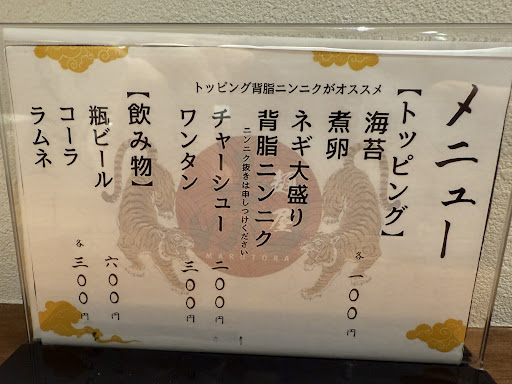 トッピング背脂ニンニクがオススメ
メニュー
【トッピング】
海苔
煮卵
ネギ大盛り
背脂ニンニク
各一〇〇円
ニンニク抜きは申しつけください
チャーシュー 二〇〇円
ワンタン 三〇〇円
【飲み物】
瓶ビール 六〇〇円
コーラ
ラムネ
各三〇〇円
MARUTORA